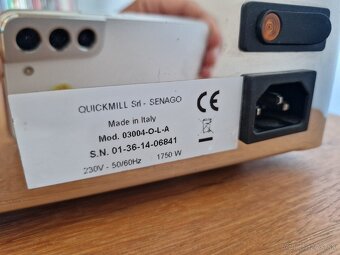 QUICKMILL Srl - SENAGO
Made in Italy
Mod. 03004-O-L-A
S.N. 01-36-14-06841
230V - 50/60Hz 1750 W
CE